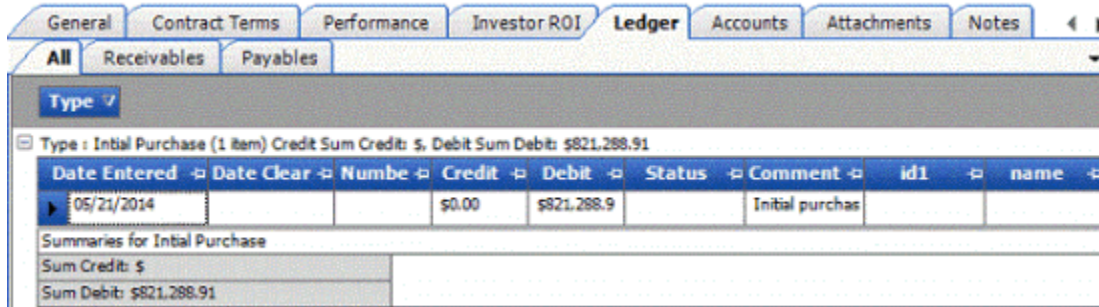 General Contract Terms Performance Investor ROI Ledger Accounts Attachments Notes
All Receivables Payables
Type
Type : Intial Purchase (1 item) Credit Sum Credit: $, Debit Sum Debit: $821,288.91
Date Entered Date Clear Numbe Credit Debit Status Comment id1 name
05/21/2014 $0.00 $821,288.9 Initial purchas
Summaries for Intial Purchase
Sum Credit: $
Sum Debit: $821,288.91